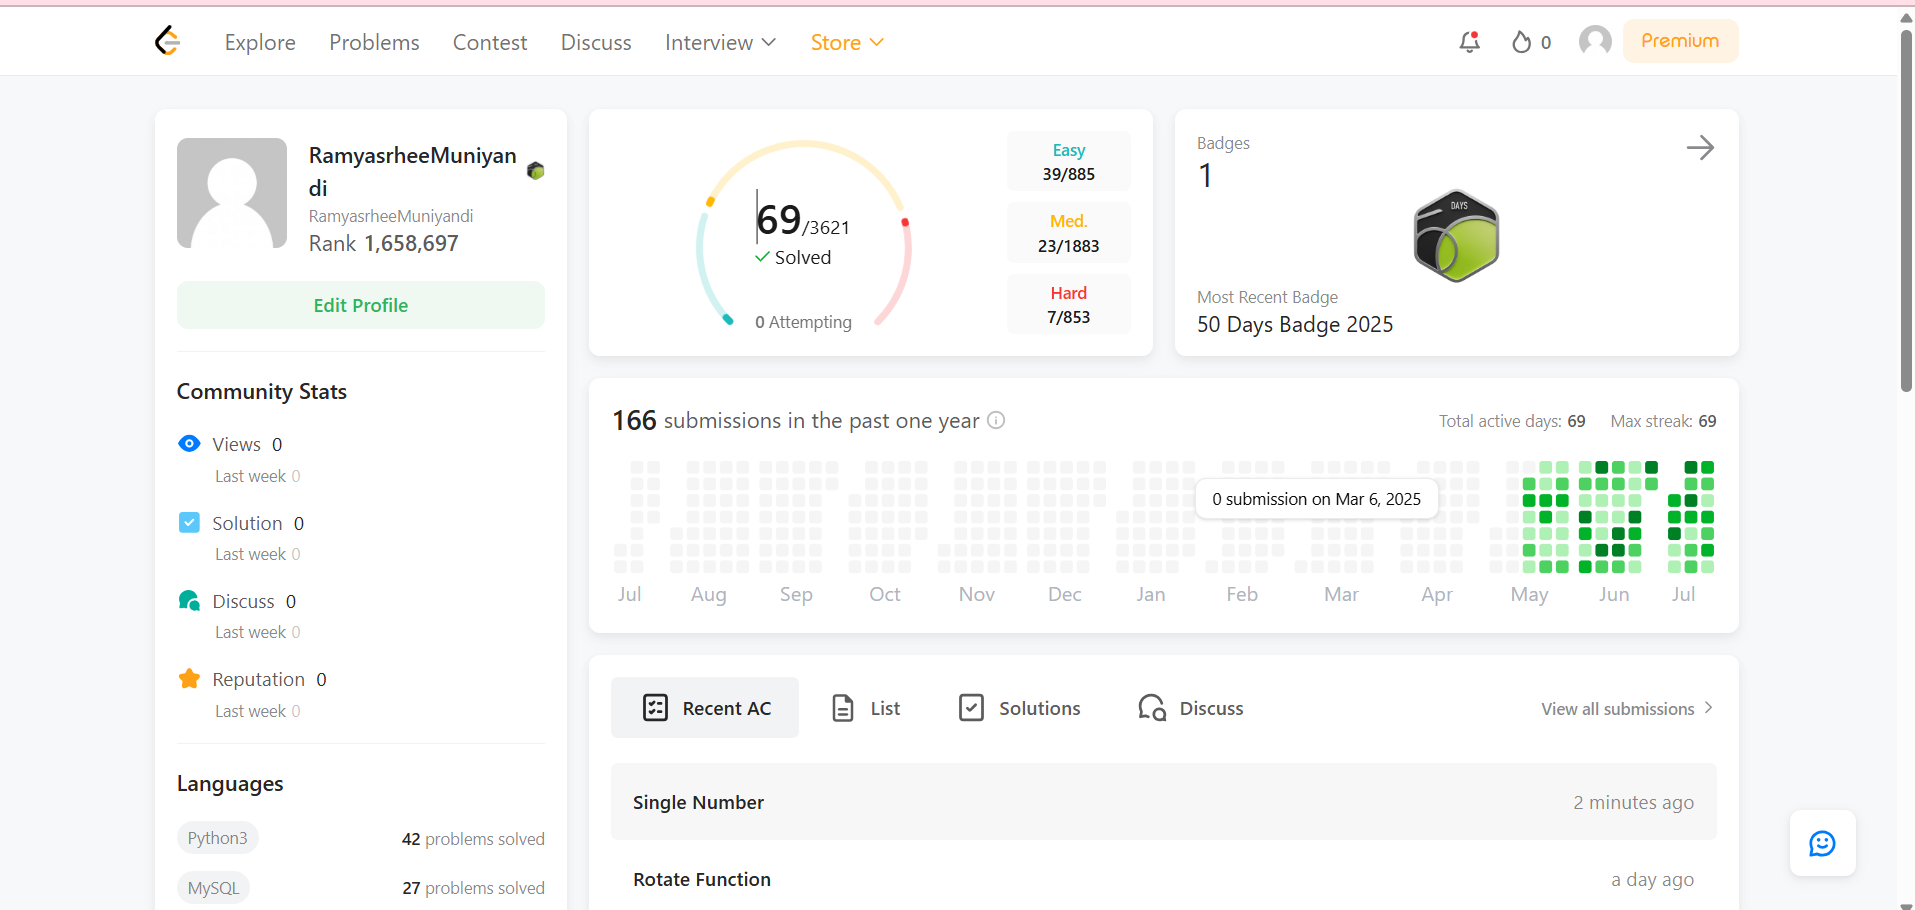 Explore Problems Contest Discuss Interview Store 0 Premium
RamyasrheeMuniyan
di
RamyasrheeMuniyandi
Rank 1,658,697
Edit Profile
Community Stats
Views 0
Last week 0
Solution 0
Last week 0
Discuss 0
Last week 0
Reputation 0
Last week 0
Languages
Python3 42 problems solved
MySQL 27 problems solved
69/3621
Solved
0 Attempting
Easy
39/885
Med.
23/1883
Hard
7/853
Badges
1
DAYS
Most Recent Badge
50 Days Badge 2025
166 submissions in the past one year Total active days: 69 Max streak: 69
0 submission on Mar 6, 2025
Jul Aug Sep Oct Nov Dec Jan Feb Mar Apr May Jun Jul
Recent AC List Solutions Discuss View all submissions
Single Number 2 minutes ago
Rotate Function a day ago